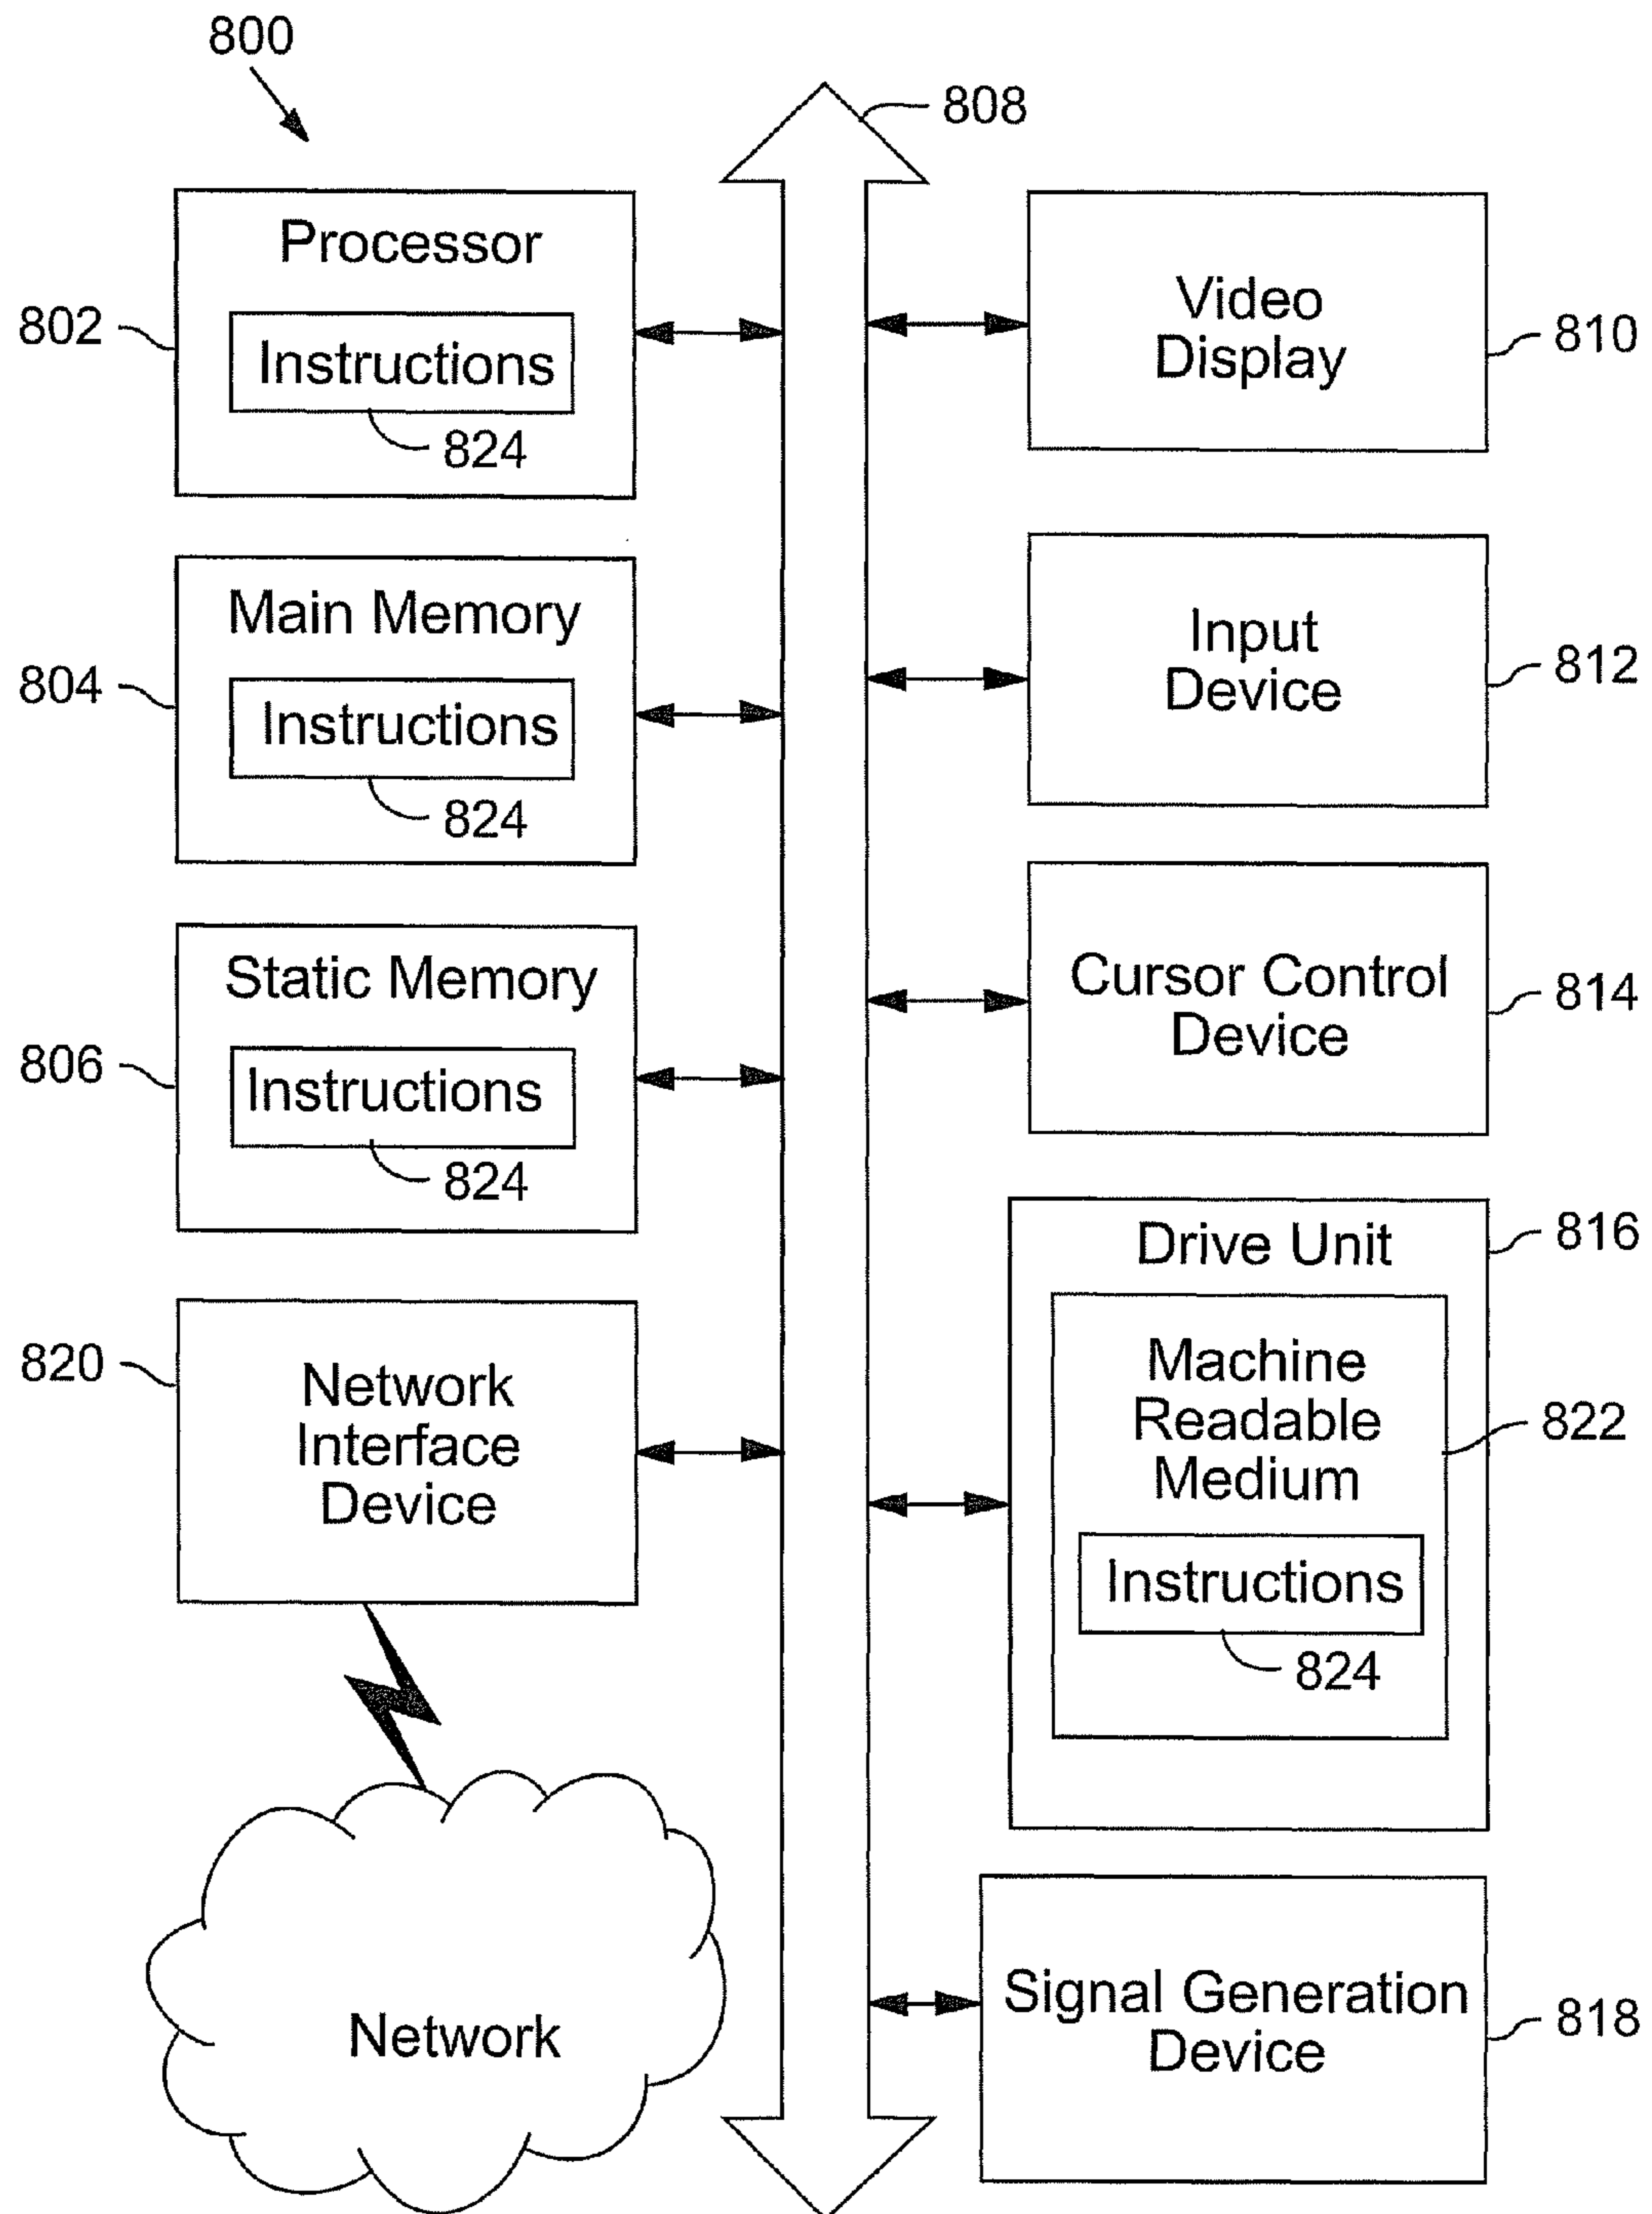 800
808
Processor
802
Instructions
824
Main Memory
804
Instructions
824
Static Memory
806
Instructions
824
820
Network
Interface
Device
Network
Video
Display
810
Input
Device
812
Cursor Control
Device
814
Drive Unit
816
Machine
Readable
Medium
822
Instructions
824
Signal Generation
Device
818